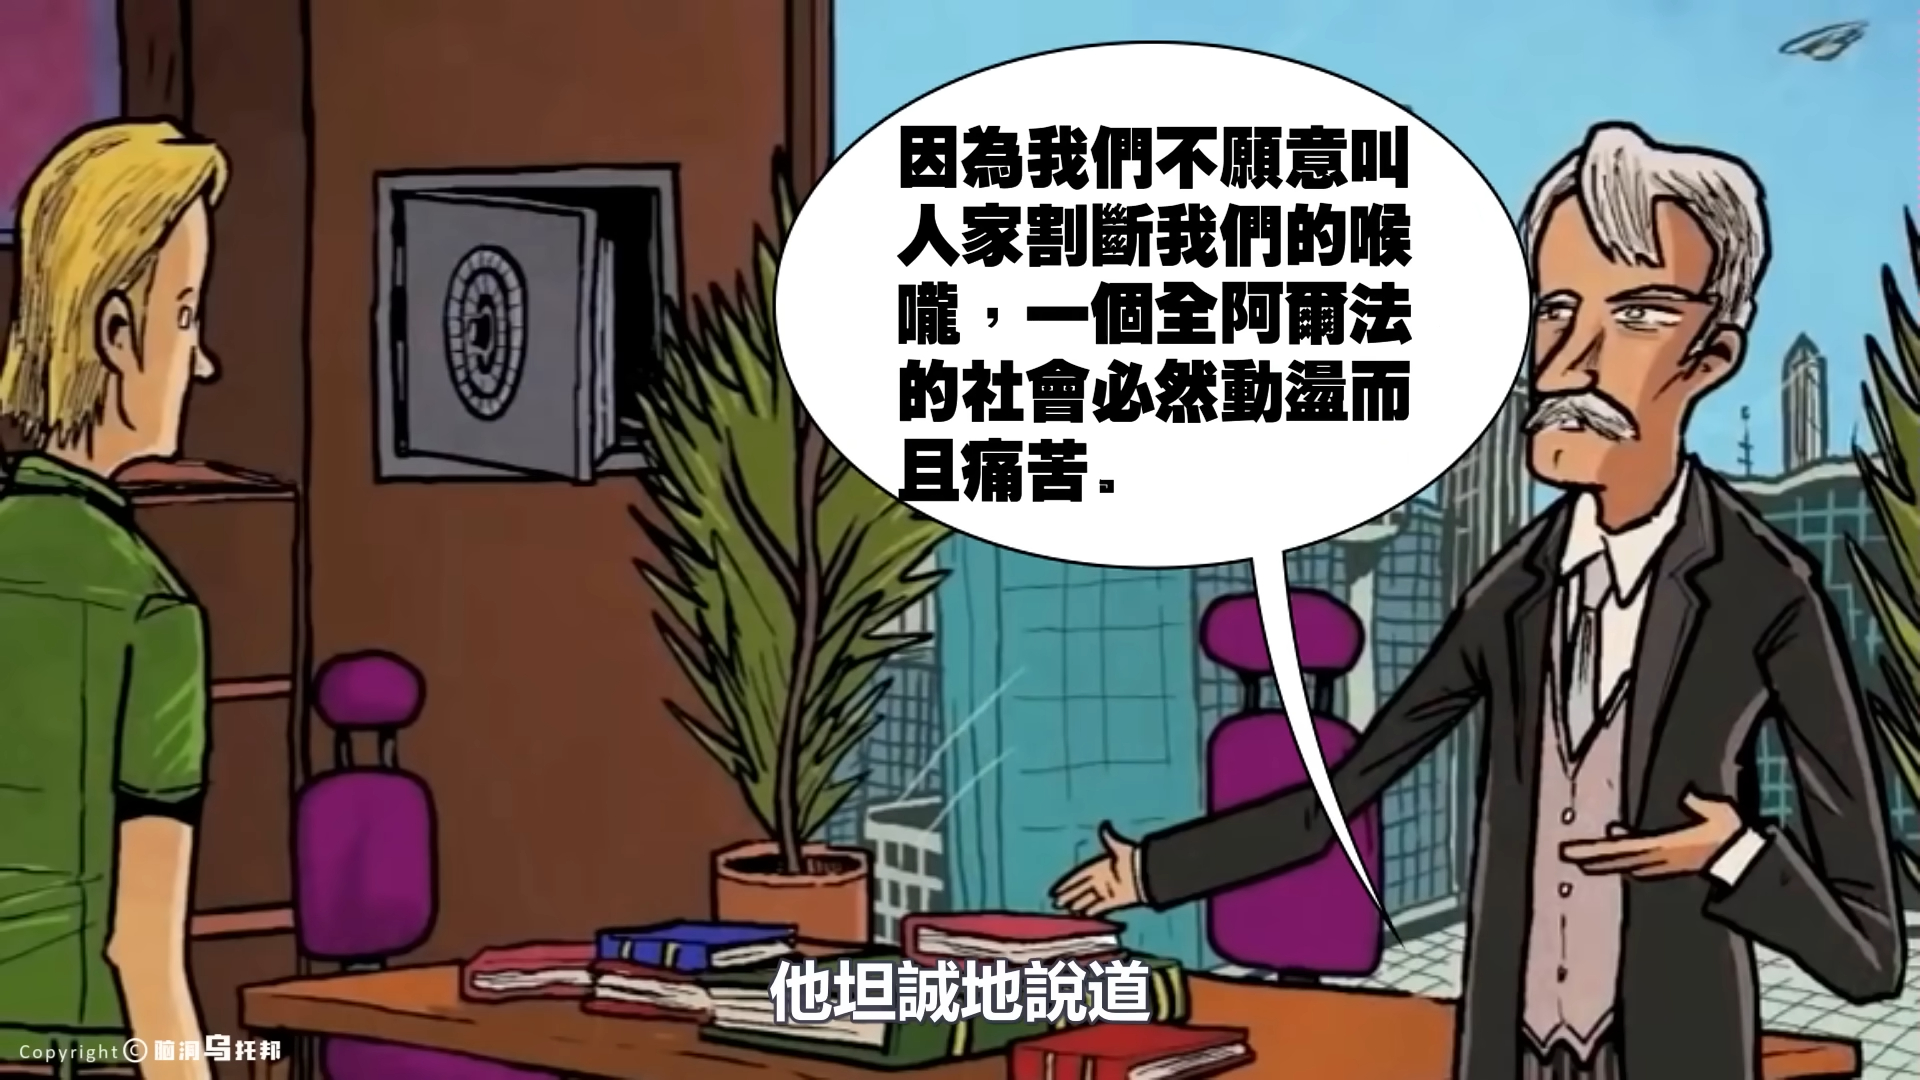 因為我們不願意叫
人家割斷我們的喉
嚨，一個全阿爾法
的社會必然動盪而
且痛苦。
他坦誠地說道
Copyright © 脑洞乌托邦